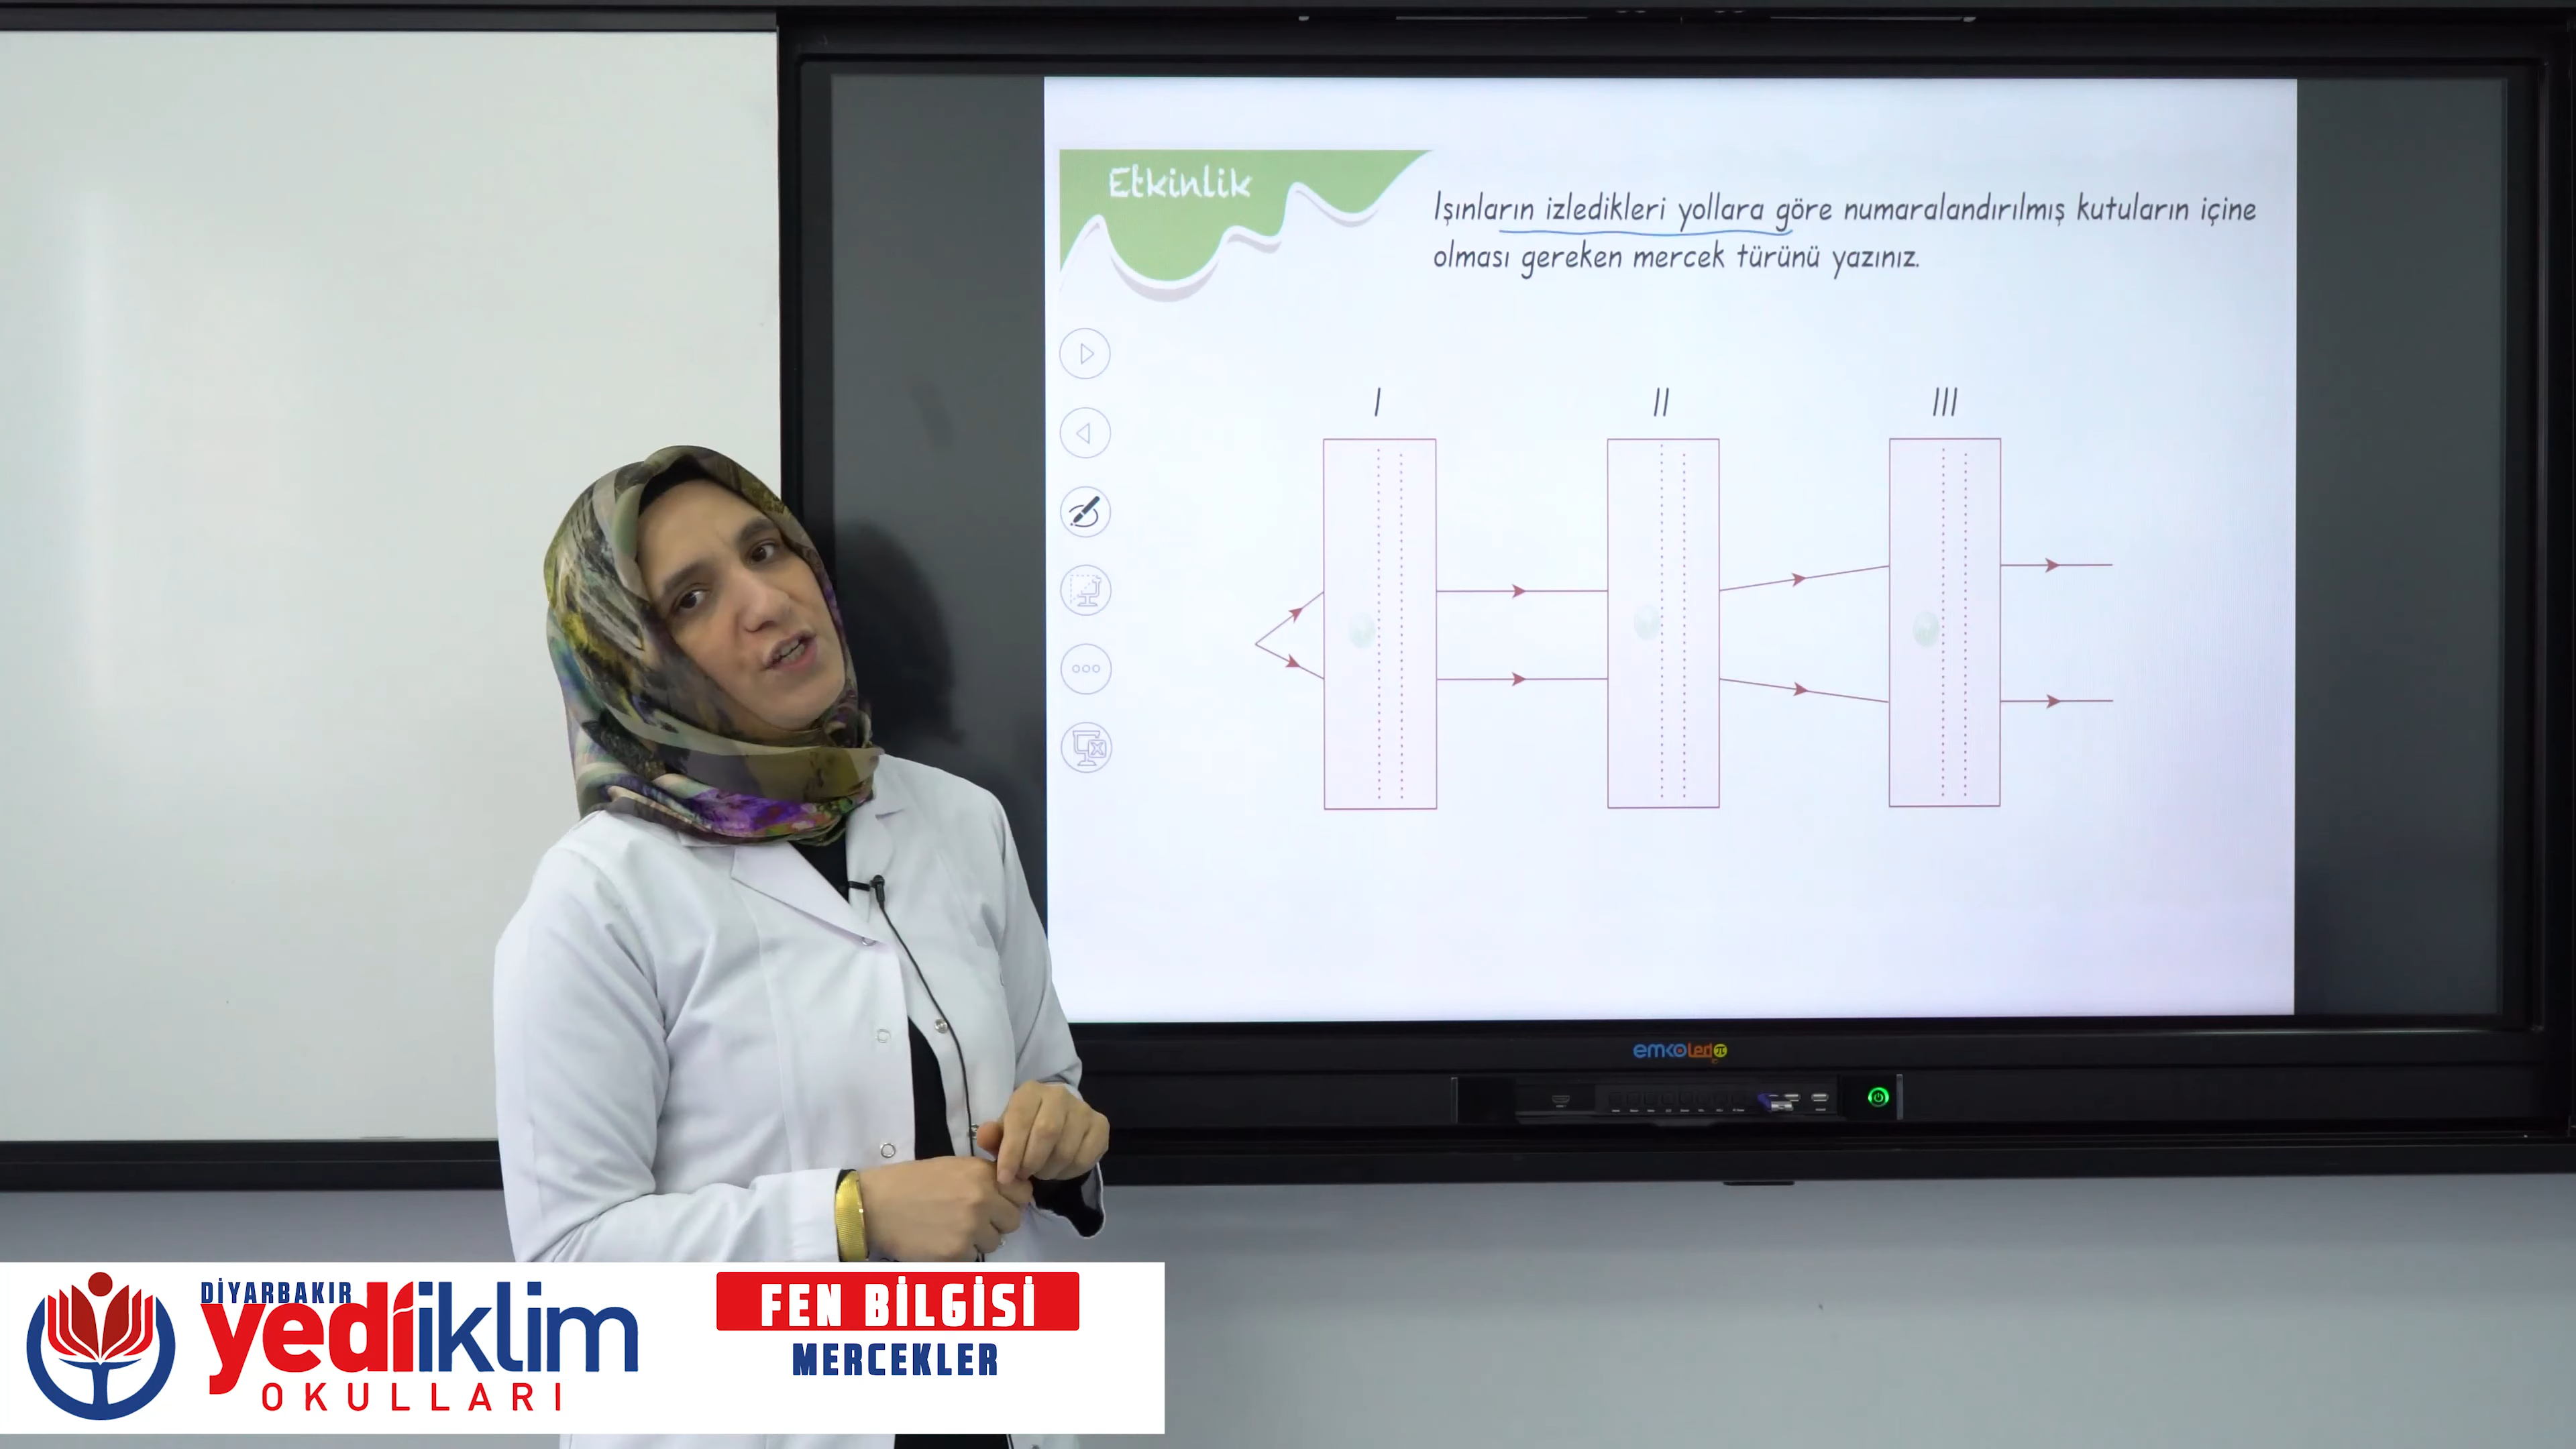 Etkinlik
Işınların izledikleri yollara göre numaralandırılmış kutuların içine
olması gereken mercek türünü yazınız.
I II III
emkoled
DİYARBAKIR
yediiklim
OKULLARI
FEN BİLGİSİ
MERCEKLER